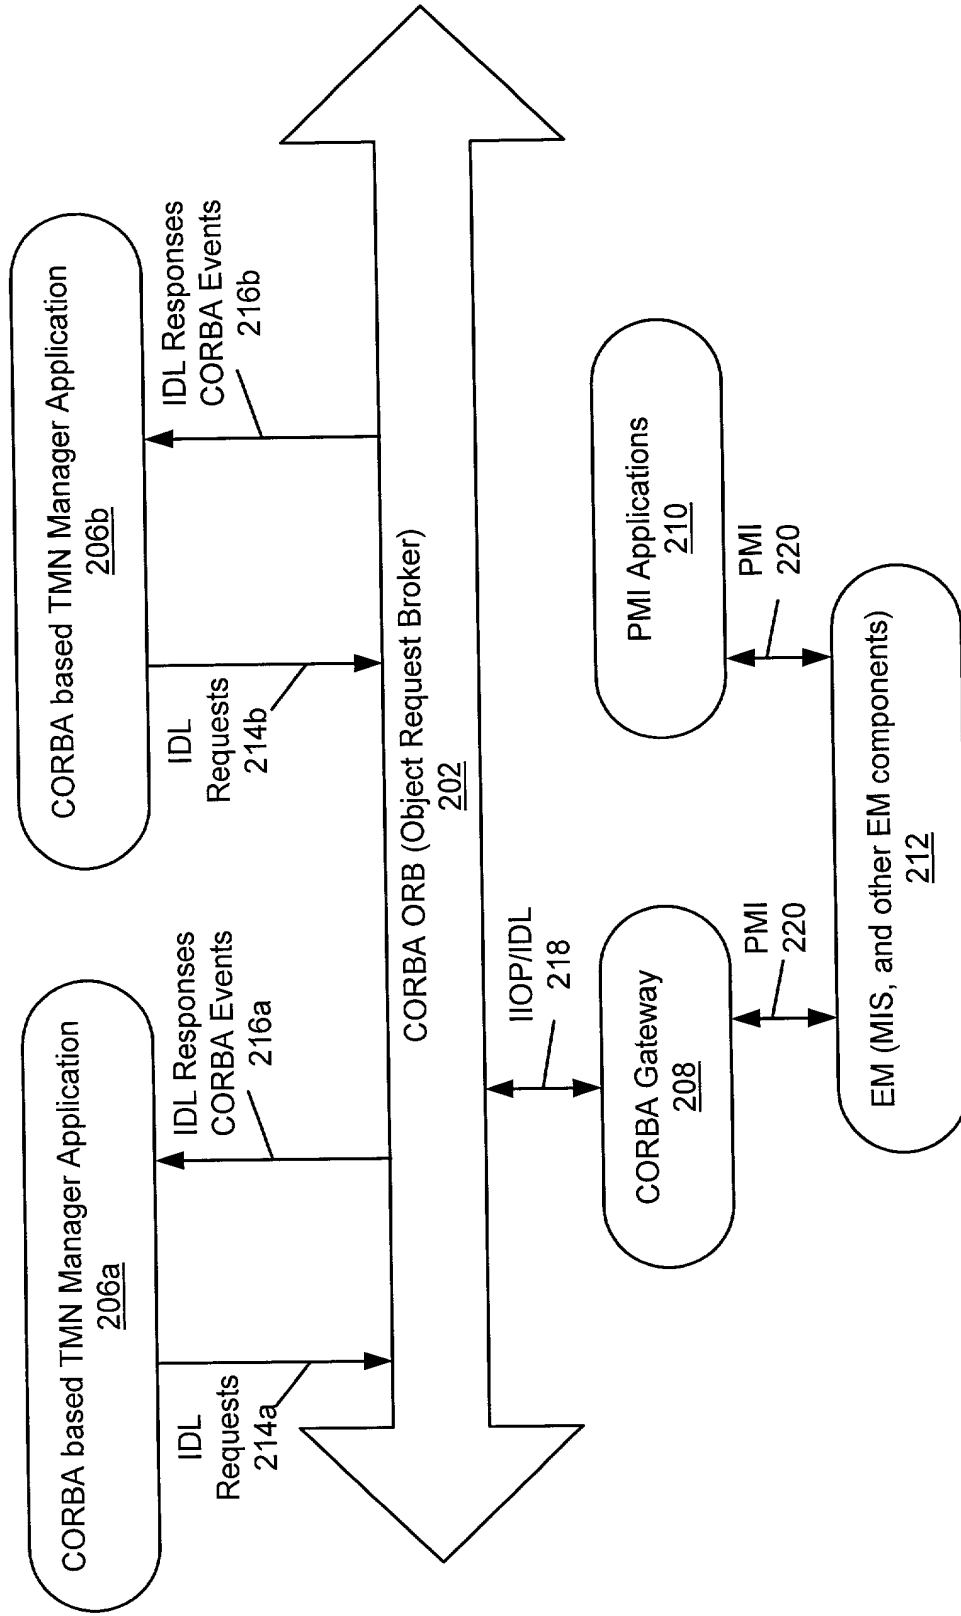 CORBA based TMN Manager Application
206a
CORBA based TMN Manager Application
206b
IDL
Requests
214a
IDL Responses
CORBA Events
216a
IDL
Requests
214b
IDL Responses
CORBA Events
216b
CORBA ORB (Object Request Broker)
202
IIOP/IDL
218
CORBA Gateway
208
PMI Applications
210
PMI
220
PMI
220
EM (MIS, and other EM components)
212